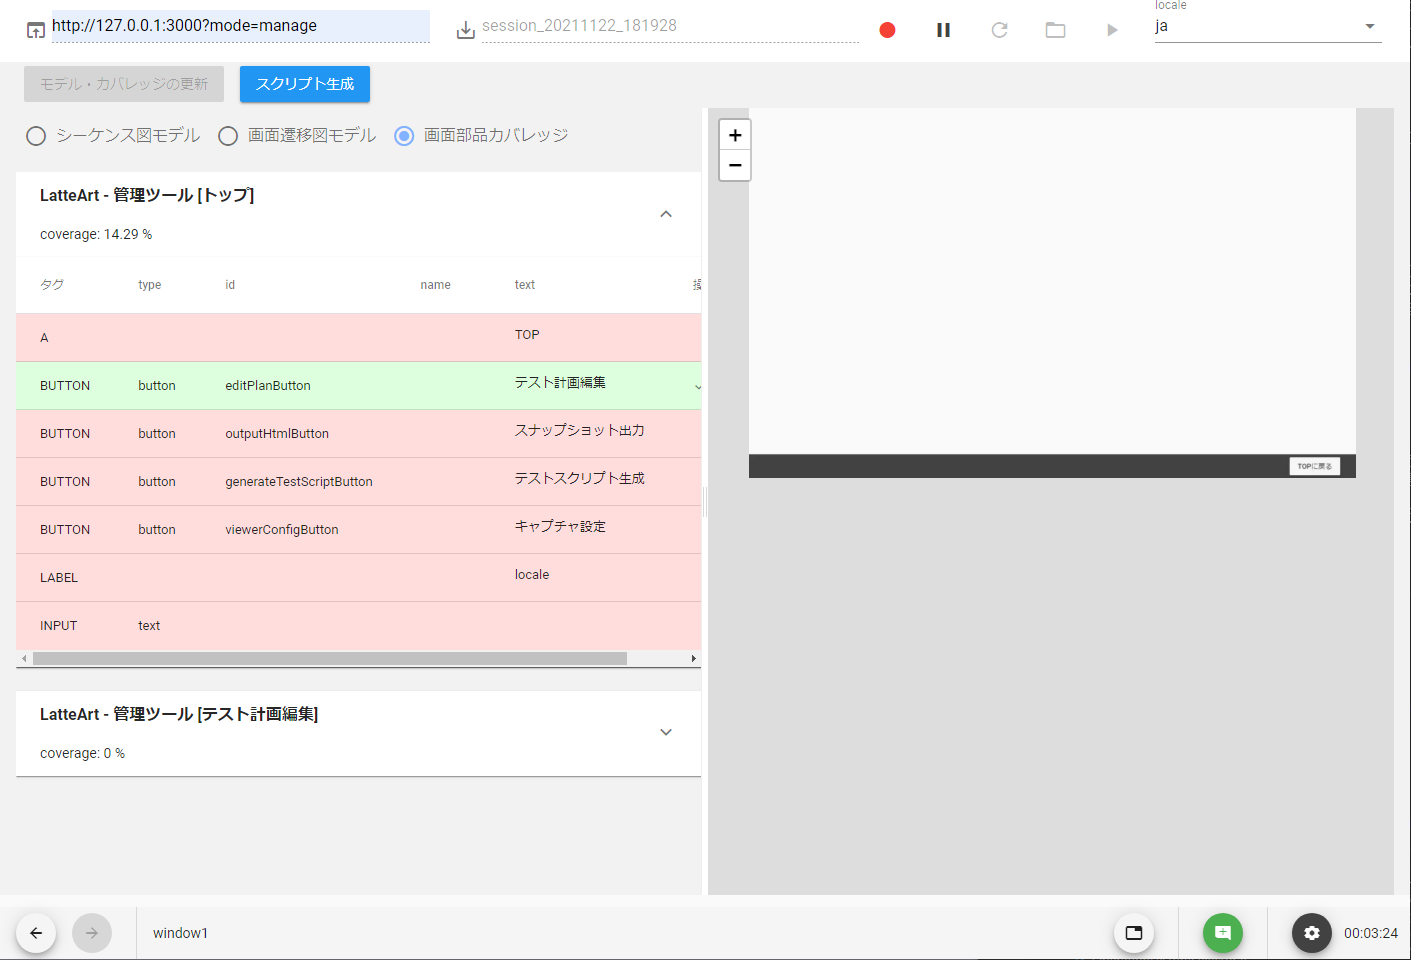 http://127.0.0.1:3000?mode=manage
session_20211122_181928
locale
ja
モデル・カバレッジの更新
スクリプト生成
シーケンス図モデル
画面遷移図モデル
画面部品カバレッジ
LatteArt - 管理ツール [トップ]
coverage: 14.29 %
タグ type id name text
A TOP
BUTTON button editPlanButton テスト計画編集
BUTTON button outputHtmlButton スナップショット出力
BUTTON button generateTestScriptButton テストスクリプト生成
BUTTON button viewerConfigButton キャプチャ設定
LABEL locale
INPUT text
LatteArt - 管理ツール [テスト計画編集]
coverage: 0 %
+
−
TOPに戻る
window1
00:03:24